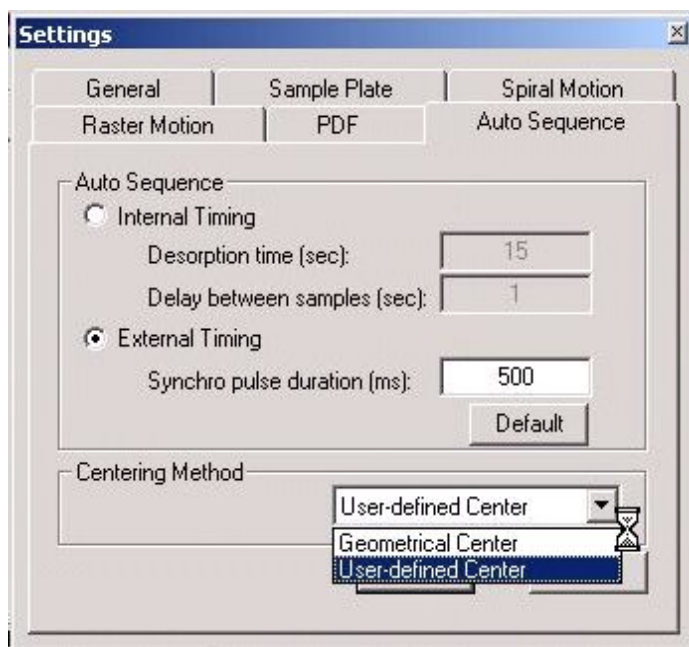 Settings
General Sample Plate Spiral Motion
Raster Motion PDF Auto Sequence
Auto Sequence
Internal Timing
Desorption time (sec): 15
Delay between samples (sec): 1
External Timing
Synchro pulse duration (ms): 500
Default
Centering Method
User-defined Center
Geometrical Center
User-defined Center